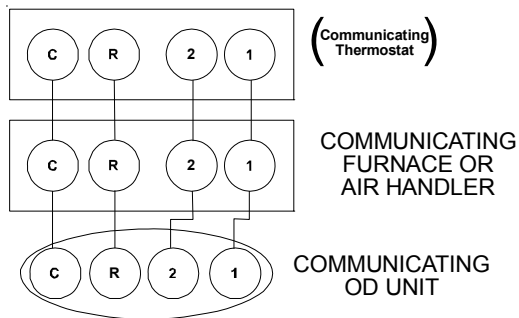 C R 2 1
(Communicating
Thermostat)
C R 2 1
COMMUNICATING
FURNACE OR
AIR HANDLER
C R 2 1
COMMUNICATING
OD UNIT